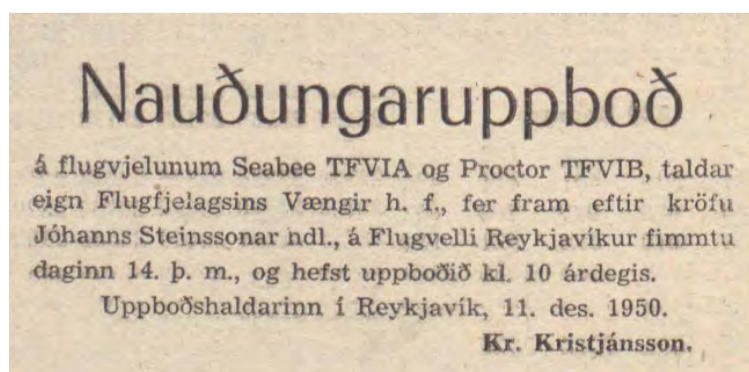 Nauðungaruppboð
á flugvjelunum Seabee TFVIA og Proctor TFVIB, taldar
eign Flugfjelagsins Vængir h. f., fer fram eftir kröfu
Jóhanns Steinssonar ndl., á Flugvelli Reykjavíkur fimmtu
daginn 14. þ. m., og hefst uppboðið kl. 10 árdegis.
Uppboðshaldarinn í Reykjavík, 11. des. 1950.
Kr. Kristjánsson.